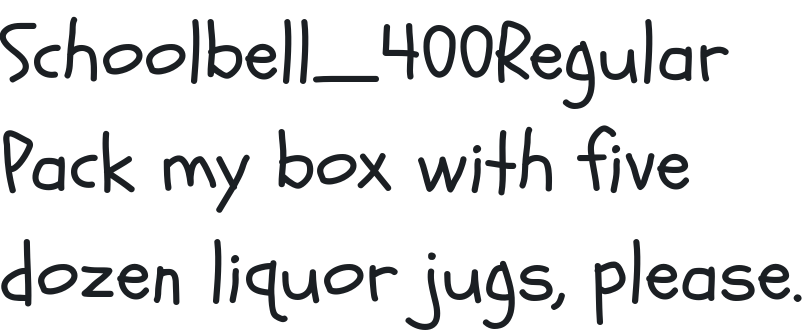 Schoolbell_400Regular
Pack my box with five
dozen liquor jugs, please.